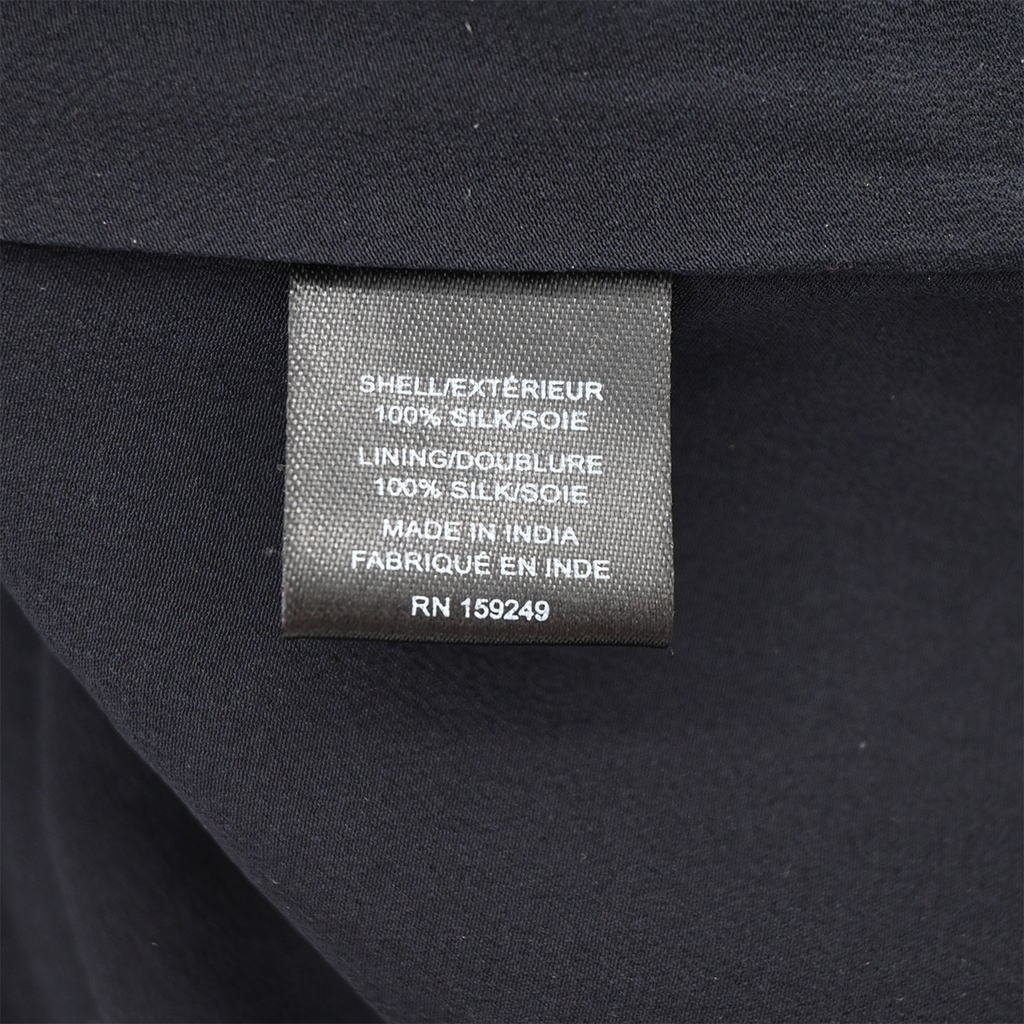 SHELL/EXTÉRIEUR
100% SILK/SOIE
LINING/DOUBLURE
100% SILK/SOIE
MADE IN INDIA
FABRIQUÉ EN INDE
RN 159249